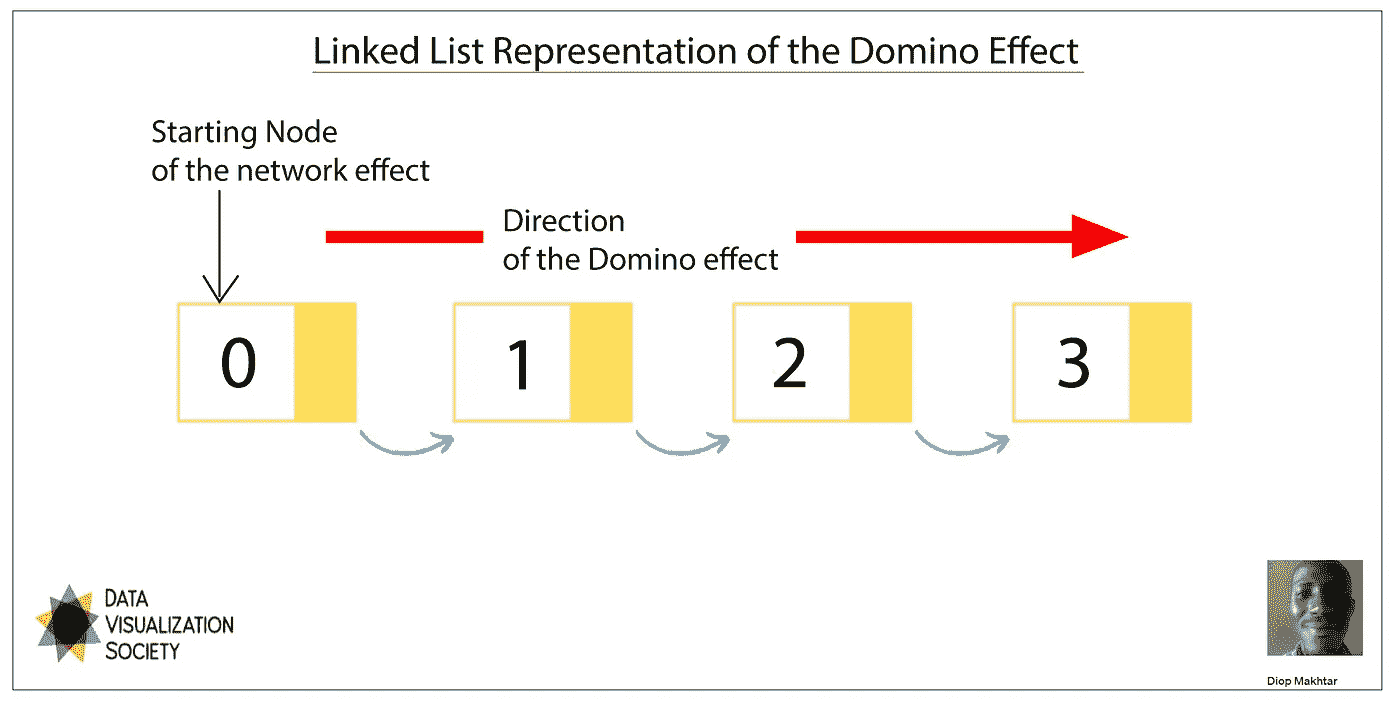 Linked List Representation of the Domino Effect
Starting Node
of the network effect
Direction
of the Domino effect
0
1
2
3
DATA
VISUALIZATION
SOCIETY
Diop Makhtar